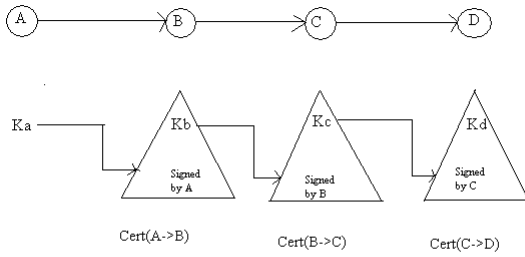 A B C D
Ka Kb Kc Kd
Signed by A
Signed by B
Signed by C
Cert(A->B) Cert(B->C) Cert(C->D)